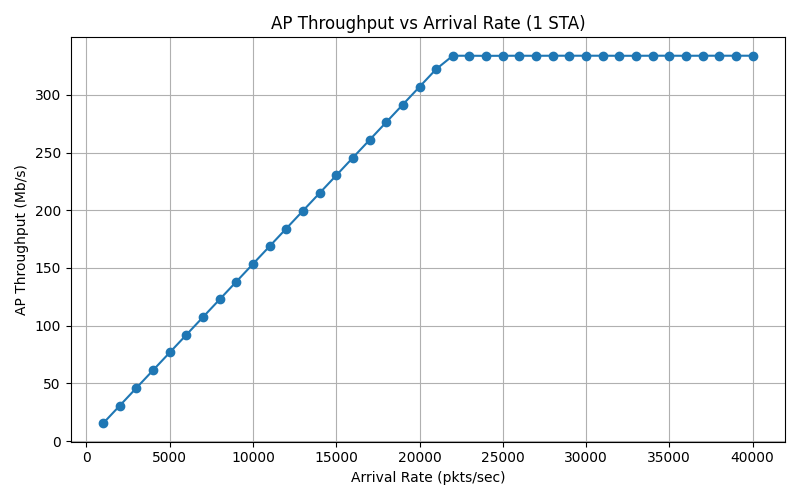 AP Throughput vs Arrival Rate (1 STA)
AP Throughput (Mb/s)
300
250
200
150
100
50
0
0 5000 10000 15000 20000 25000 30000 35000 40000
Arrival Rate (pkts/sec)